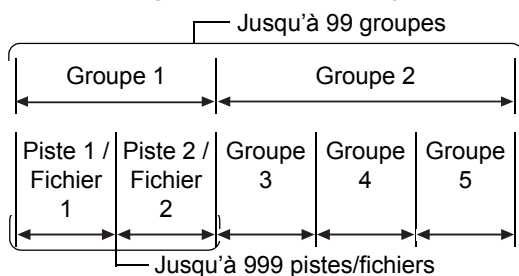 Jusqu'à 99 groupes
Groupe 1 Groupe 2
Piste 1 / Piste 2 / Groupe Groupe Groupe
Fichier Fichier 3 4 5
1 2
Jusqu'à 999 pistes/fichiers